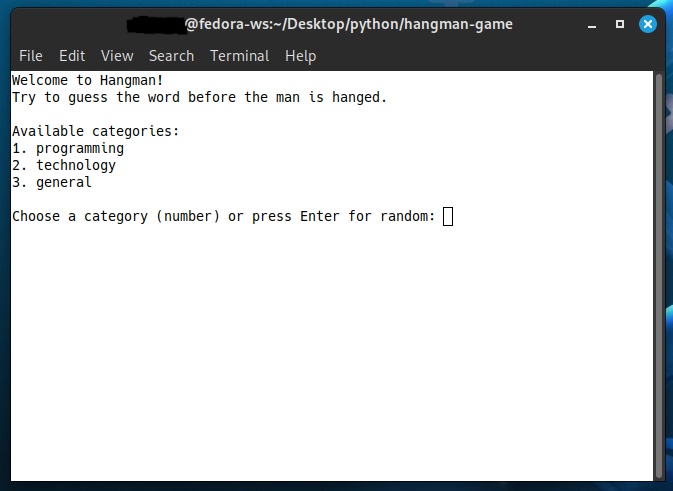 @fedora-ws:~/Desktop/python/hangman-game
File Edit View Search Terminal Help
Welcome to Hangman!
Try to guess the word before the man is hanged.
Available categories:
1. programming
2. technology
3. general
Choose a category (number) or press Enter for random: